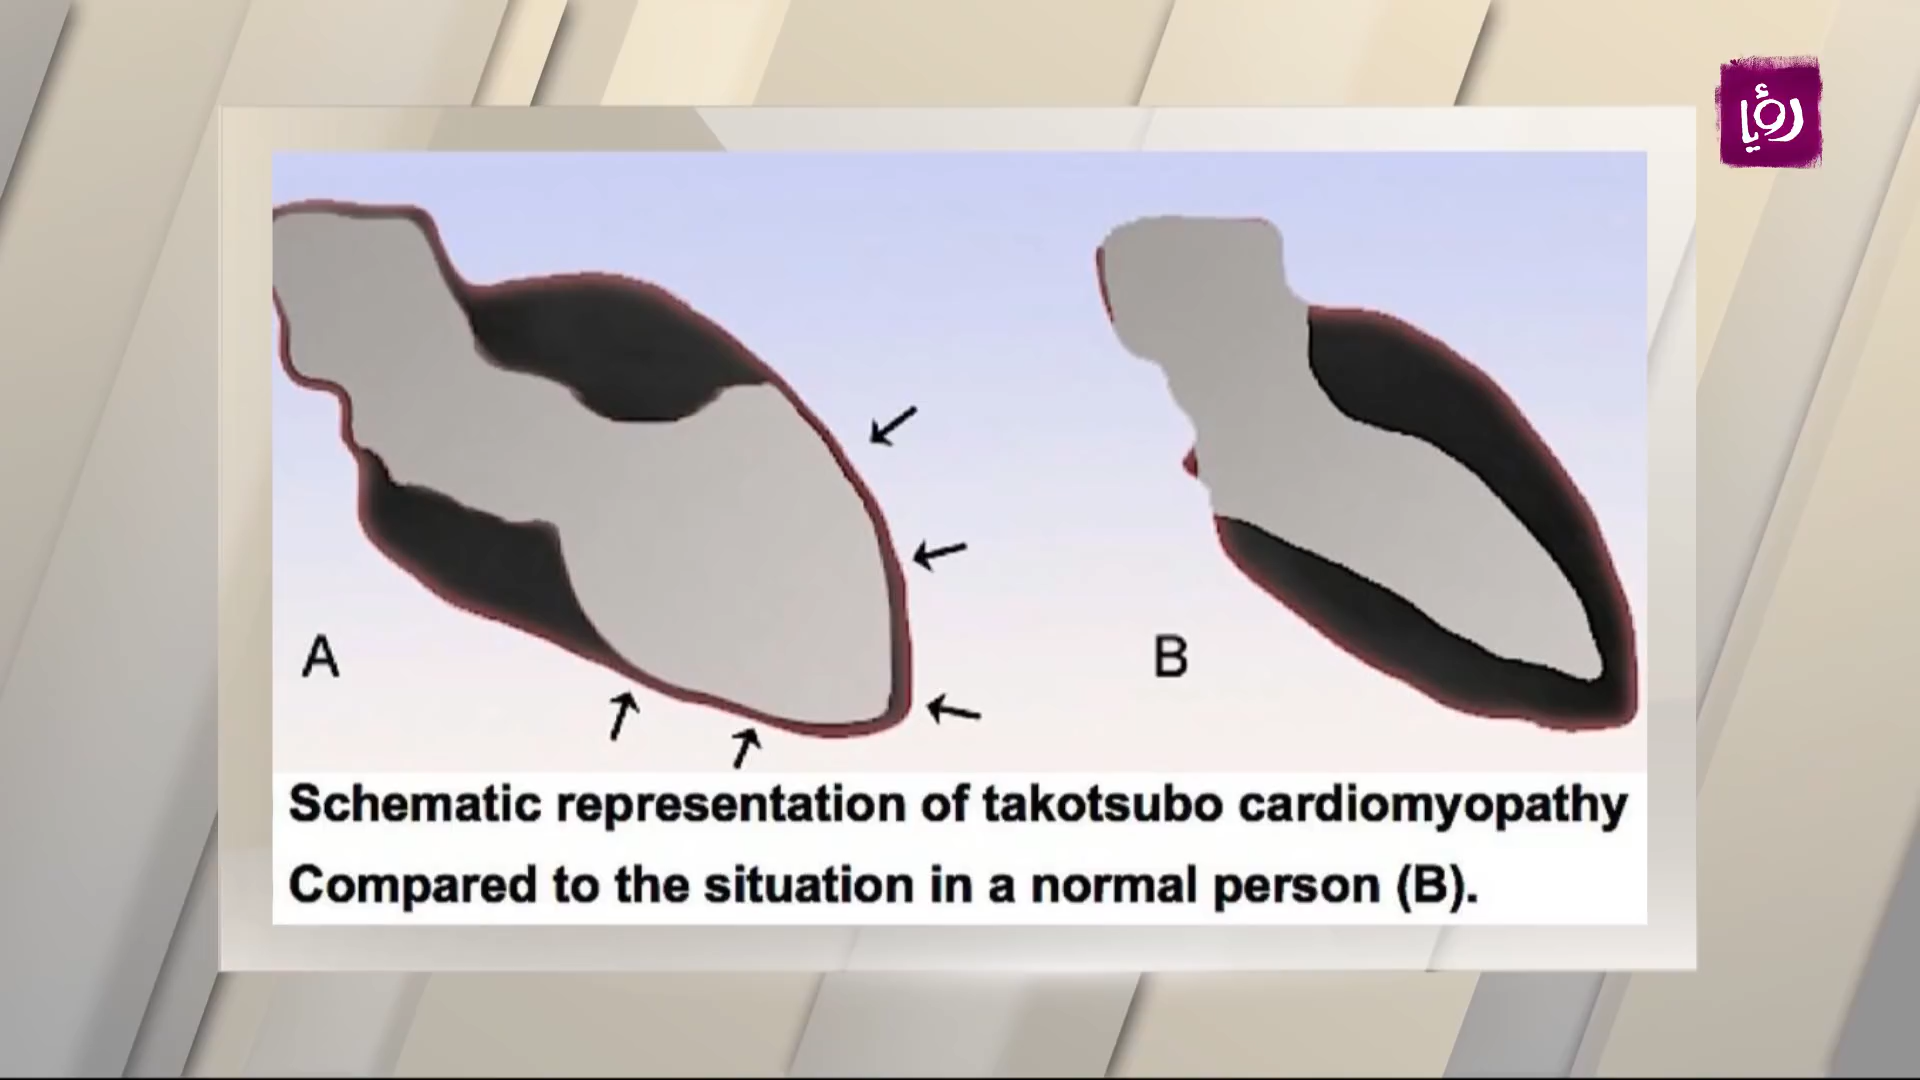 رؤيا
A
B
Schematic representation of takotsubo cardiomyopathy
Compared to the situation in a normal person (B).